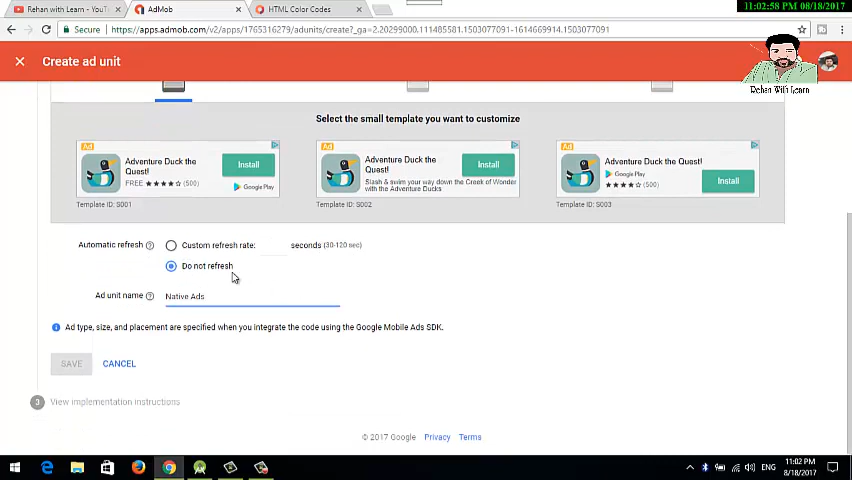 11:02:58 PM 08/18/2017
Rehan with Learn - YouT
AdMob
HTML Color Codes
Secure
https://apps.admob.com/v2/apps/1765316279/adunits/create?_ga=2.20299000.111485581.1503077091-1614669914.1503077091
Create ad unit
Rehan With Learn
Select the small template you want to customize
Ad
Adventure Duck the Quest!
FREE ★★★★☆ (500)
Install
Google Play
Template ID: S001
Ad
Adventure Duck the Quest!
Slash & swim your way down the Creek of Wonder
with the Adventure Ducks
Install
Template ID: S002
Ad
Adventure Duck the Quest!
Google Play
★★★★☆ (500)
Install
Template ID: S003
Automatic refresh
Custom refresh rate:
seconds (30-120 sec)
Do not refresh
Ad unit name
Native Ads
Ad type, size, and placement are specified when you integrate the code using the Google Mobile Ads SDK.
SAVE
CANCEL
3 View implementation instructions
© 2017 Google
Privacy
Terms
ENG
11:02 PM
8/18/2017